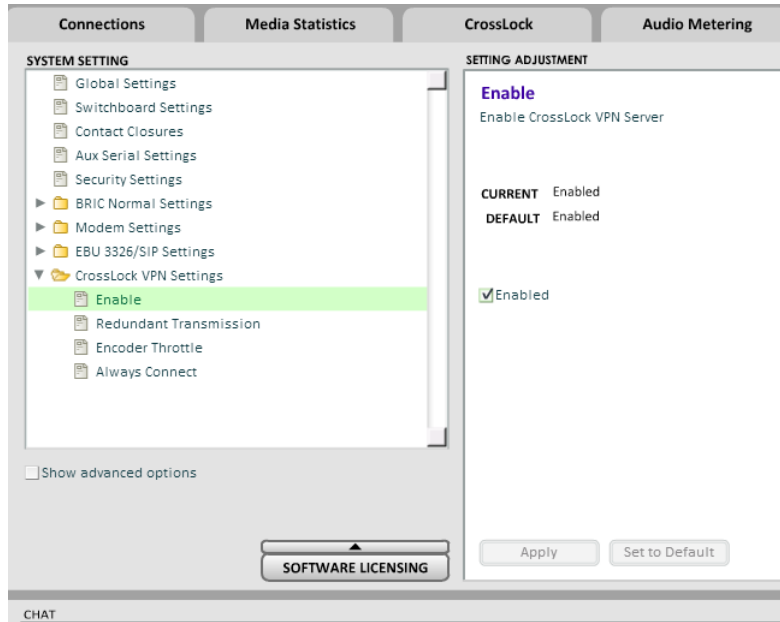 Connections
Media Statistics
CrossLock
Audio Metering
SYSTEM SETTING
Global Settings
Switchboard Settings
Contact Closures
Aux Serial Settings
Security Settings
BRIC Normal Settings
Modem Settings
EBU 3326/SIP Settings
CrossLock VPN Settings
Enable
Redundant Transmission
Encoder Throttle
Always Connect
Show advanced options
SOFTWARE LICENSING
SETTING ADJUSTMENT
Enable
Enable CrossLock VPN Server
CURRENT Enabled
DEFAULT Enabled
Enabled
Apply
Set to Default
CHAT